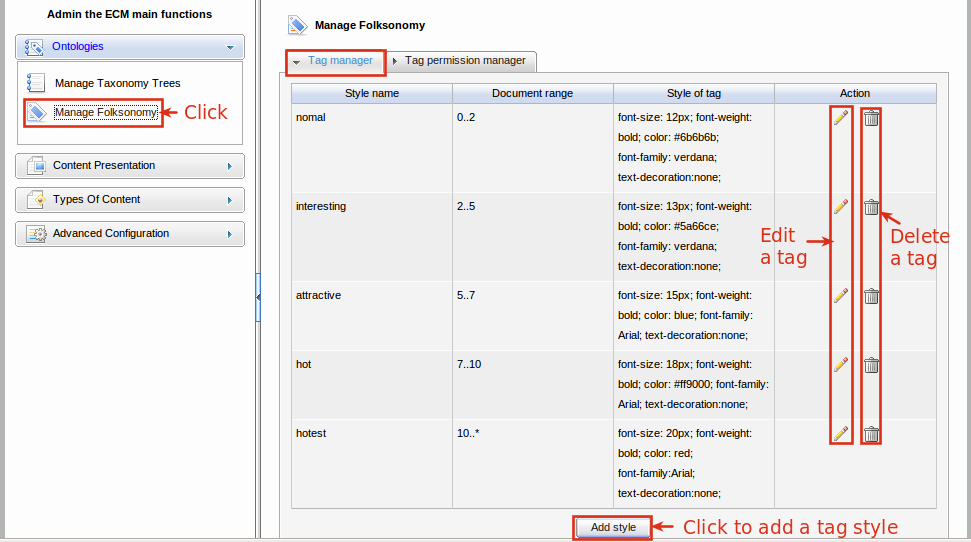 Admin the ECM main functions
Ontologies
Manage Taxonomy Trees
Manage Folksonomy
Click
Content Presentation
Types Of Content
Advanced Configuration
Manage Folksonomy
Tag manager
Tag permission manager
Style name
Document range
Style of tag
Action
nomal
0..2
font-size: 12px; font-weight:
bold; color: #6b6b6b;
font-family: verdana;
text-decoration:none;
interesting
2..5
font-size: 13px; font-weight:
bold; color: #5a66ce;
font-family: verdana;
text-decoration:none;
Edit
a tag
Delete
a tag
attractive
5..7
font-size: 15px; font-weight:
bold; color: blue; font-family:
Arial; text-decoration:none;
hot
7..10
font-size: 18px; font-weight:
bold; color: #ff9000; font-family:
Arial; text-decoration:none;
hotest
10..*
font-size: 20px; font-weight:
bold; color: red;
font-family:Arial;
text-decoration:none;
Add style
Click to add a tag style